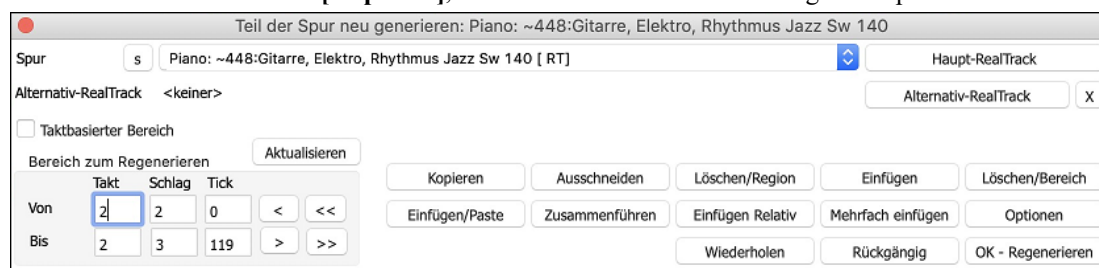 Teil der Spur neu generieren: Piano: ~448:Gitarre, Elektro, Rhythmus Jazz Sw 140
Spur s Piano: ~448:Gitarre, Elektro, Rhythmus Jazz Sw 140 [ RT] Haupt-RealTrack
Alternativ-RealTrack <keiner> Alternativ-RealTrack X
Taktbasierter Bereich
Bereich zum Regenerieren Aktualisieren
Takt Schlag Tick Kopieren Ausschneiden Löschen/Region Einfügen Löschen/Bereich
Von 2 2 0 < << Einfügen/Paste Zusammenführen Einfügen Relativ Mehrfach einfügen Optionen
Bis 2 3 119 > >> Wiederholen Rückgängig OK - Regenerieren